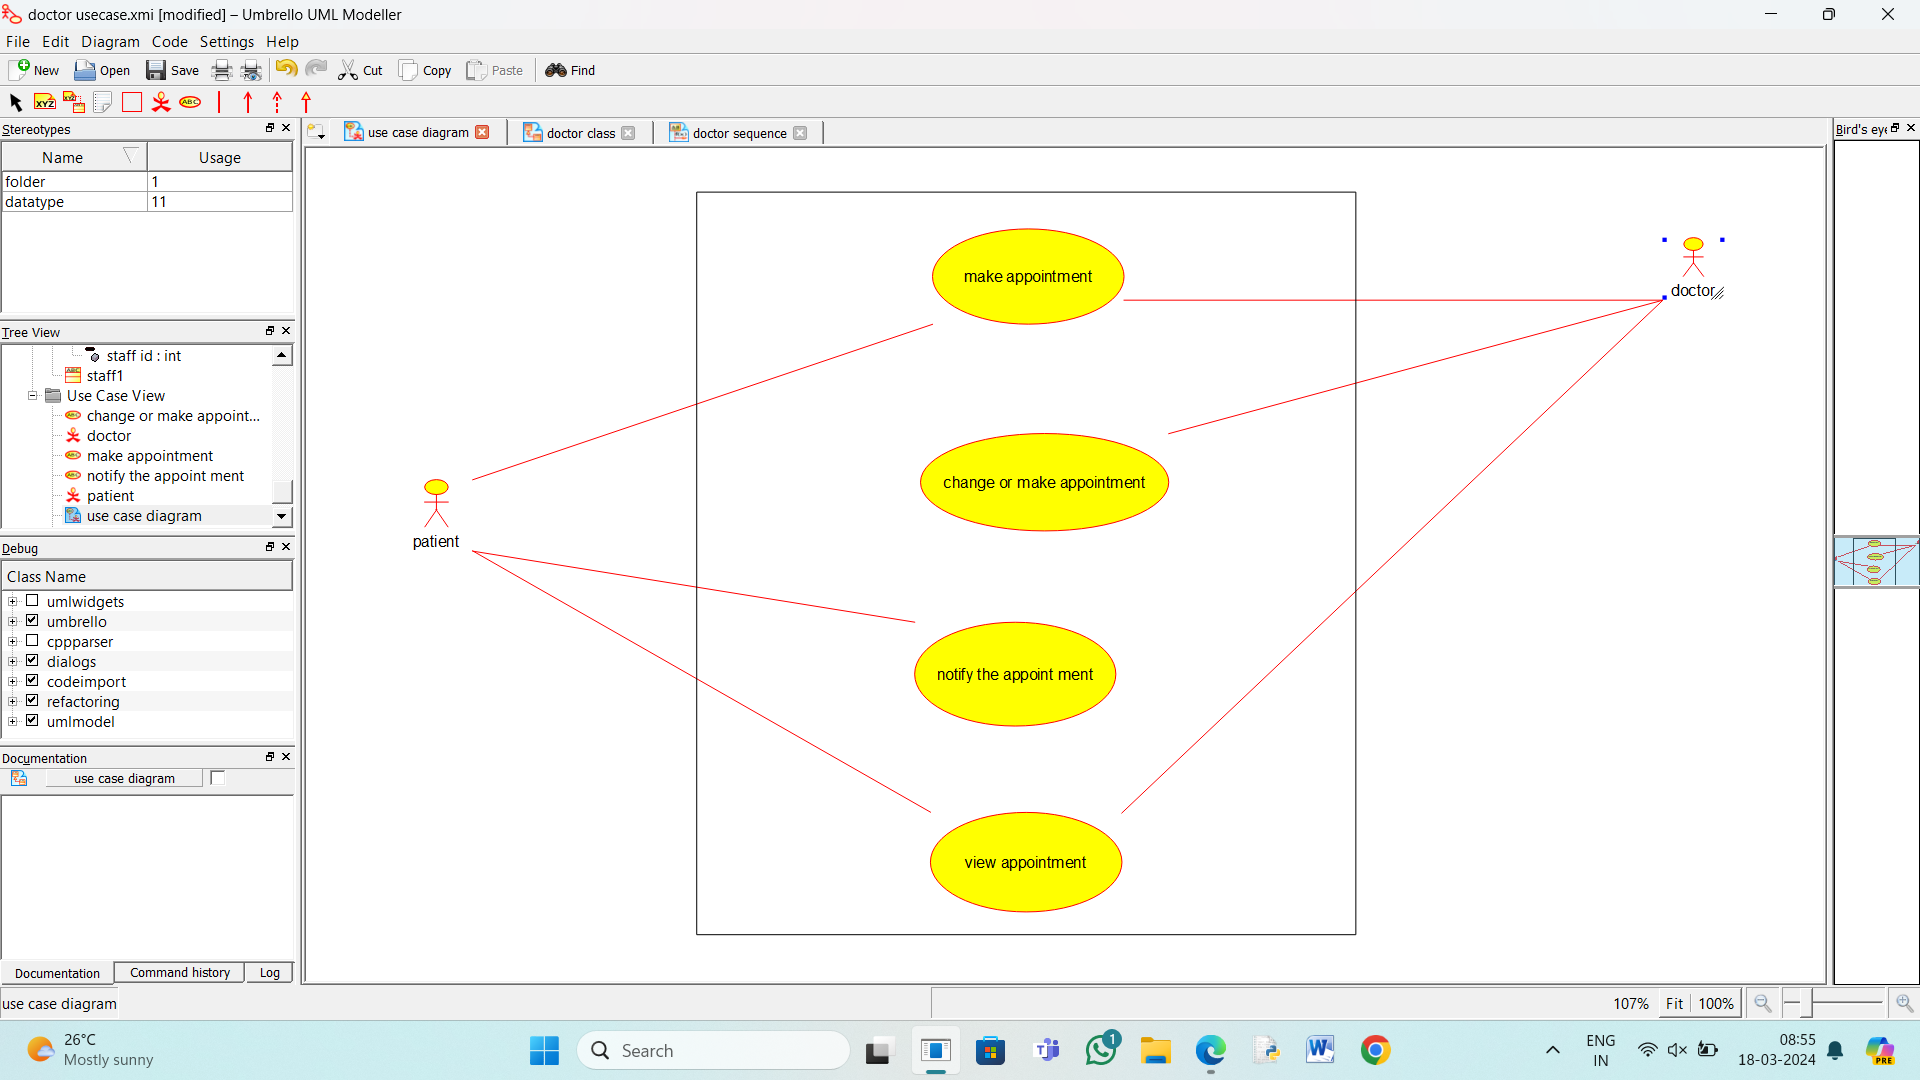 doctor usecase.xmi [modified] – Umbrello UML Modeller
File Edit Diagram Code Settings Help
New Open Save Cut Copy Paste Find
XYZ ABC
Stereotypes
Name Usage
folder 1
datatype 11
Tree View
staff id : int
staff1
Use Case View
change or make appoint...
doctor
make appointment
notify the appoint ment
patient
use case diagram
Debug
Class Name
umlwidgets
umbrello
cppparser
dialogs
codeimport
refactoring
umlmodel
Documentation
use case diagram
Documentation Command history Log
use case diagram
use case diagram doctor class doctor sequence
make appointment
doctor
change or make appointment
patient
notify the appoint ment
view appointment
Bird's eye
107% Fit 100%
26°C
Mostly sunny
Search
1
ENG
IN
08:55
18-03-2024
PRE